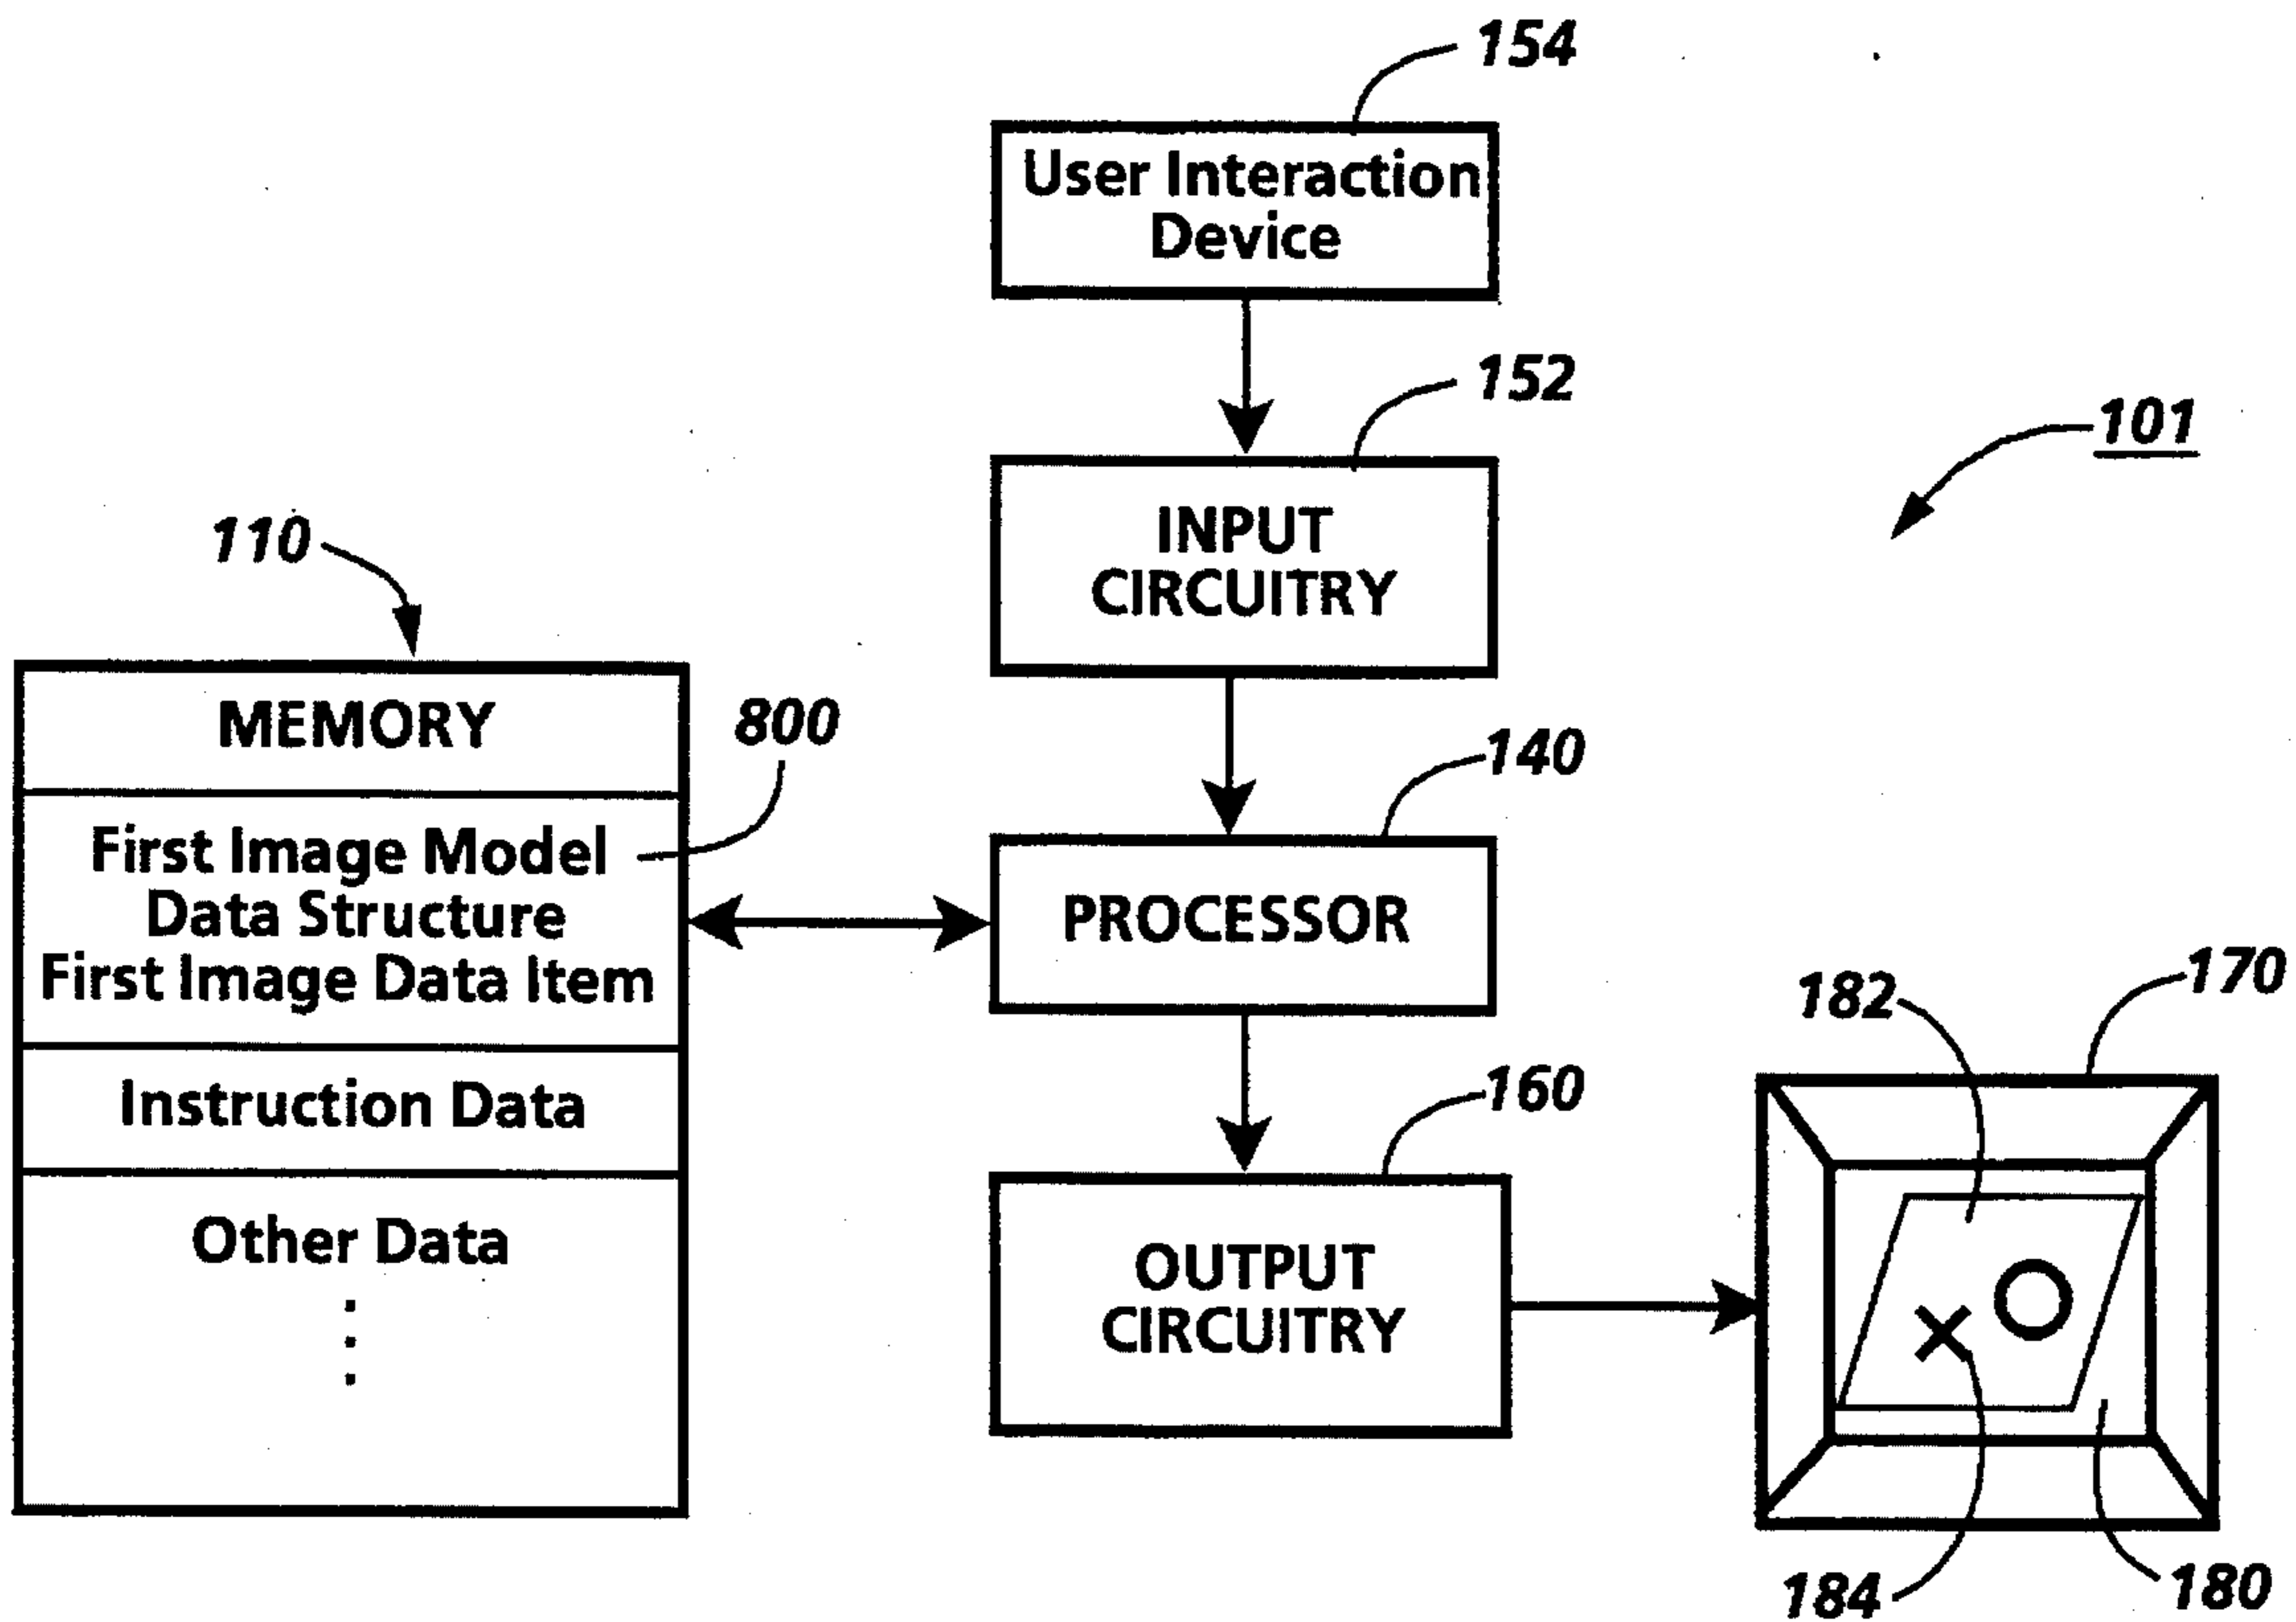 154
User Interaction
Device
152
101
INPUT
CIRCUITRY
110
MEMORY
800
140
First Image Model
Data Structure
First Image Data Item
PROCESSOR
182
170
Instruction Data
160
Other Data
OUTPUT
CIRCUITRY
184
180